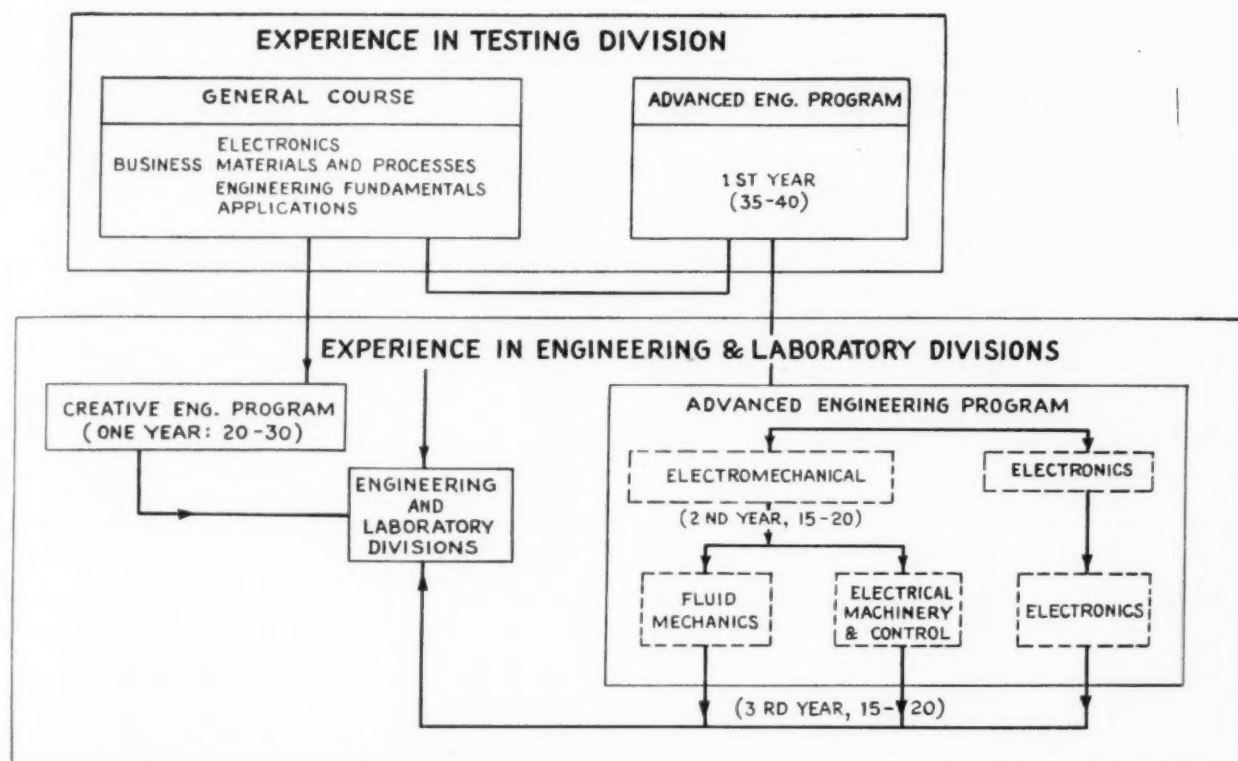 EXPERIENCE IN TESTING DIVISION
GENERAL COURSE
ELECTRONICS
BUSINESS MATERIALS AND PROCESSES
ENGINEERING FUNDAMENTALS
APPLICATIONS
ADVANCED ENG. PROGRAM
1 ST YEAR
(35-40)
EXPERIENCE IN ENGINEERING & LABORATORY DIVISIONS
CREATIVE ENG. PROGRAM
(ONE YEAR: 20-30)
ENGINEERING
AND
LABORATORY
DIVISIONS
ADVANCED ENGINEERING PROGRAM
ELECTROMECHANICAL
ELECTRONICS
(2 ND YEAR, 15-20)
FLUID
MECHANICS
ELECTRICAL
MACHINERY
& CONTROL
ELECTRONICS
(3 RD YEAR, 15-20)